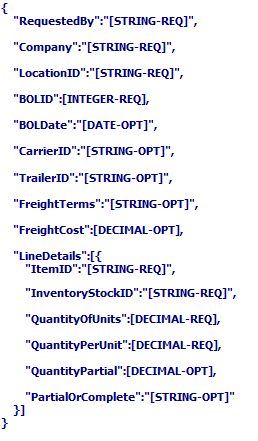 {
"RequestedBy":"[STRING-REQ]",
"Company":"[STRING-REQ]",
"LocationID":"[STRING-REQ]",
"BOLID":[INTEGER-REQ],
"BOLDate":"[DATE-OPT]",
"CarrierID":"[STRING-OPT]",
"TrailerID":"[STRING-OPT]",
"FreightTerms":"[STRING-OPT]",
"FreightCost":[DECIMAL-OPT],
"LineDetails":[{
"ItemID":"[STRING-REQ]",
"InventoryStockID":"[STRING-REQ]",
"QuantityOfUnits":[DECIMAL-REQ],
"QuantityPerUnit":[DECIMAL-REQ],
"QuantityPartial":[DECIMAL-OPT],
"PartialOrComplete":"[STRING-OPT]"
}]
}